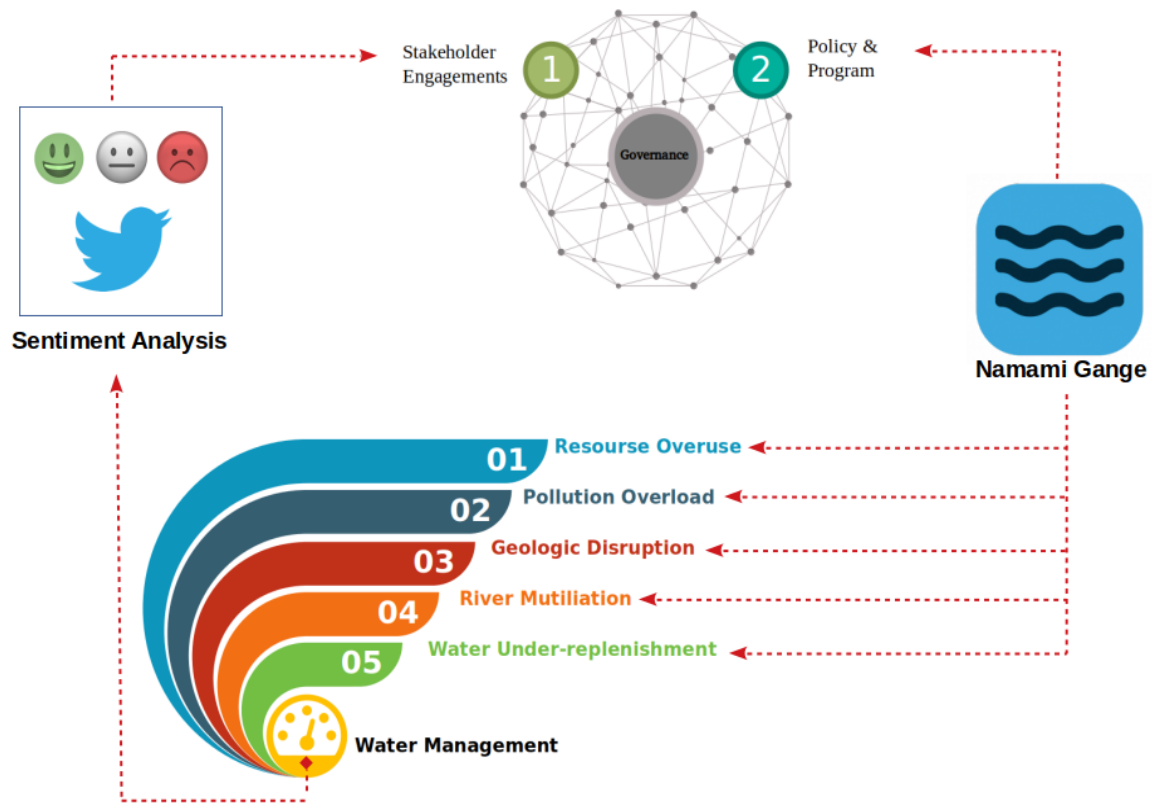 Stakeholder
Engagements
1
2
Policy &
Program
Governance
Sentiment Analysis
Namami Gange
01
Resourse Overuse
02
Pollution Overload
03
Geologic Disruption
04
River Mutiliation
05
Water Under-replenishment
Water Management